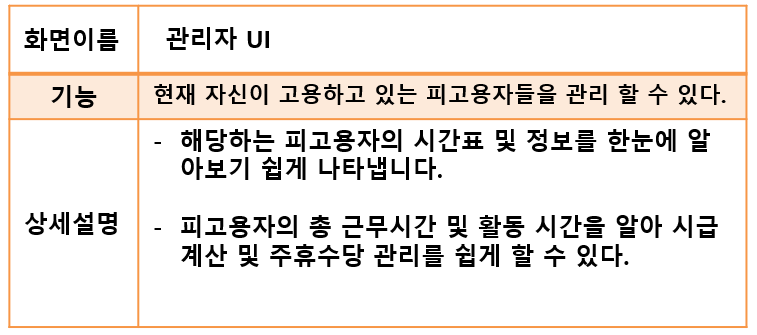 화면이름 관리자 UI
기능 현재 자신이 고용하고 있는 피고용자들을 관리 할 수 있다.
상세설명
- 해당하는 피고용자의 시간표 및 정보를 한눈에 알
아보기 쉽게 나타냅니다.
- 피고용자의 총 근무시간 및 활동 시간을 알아 시급
계산 및 주휴수당 관리를 쉽게 할 수 있다.